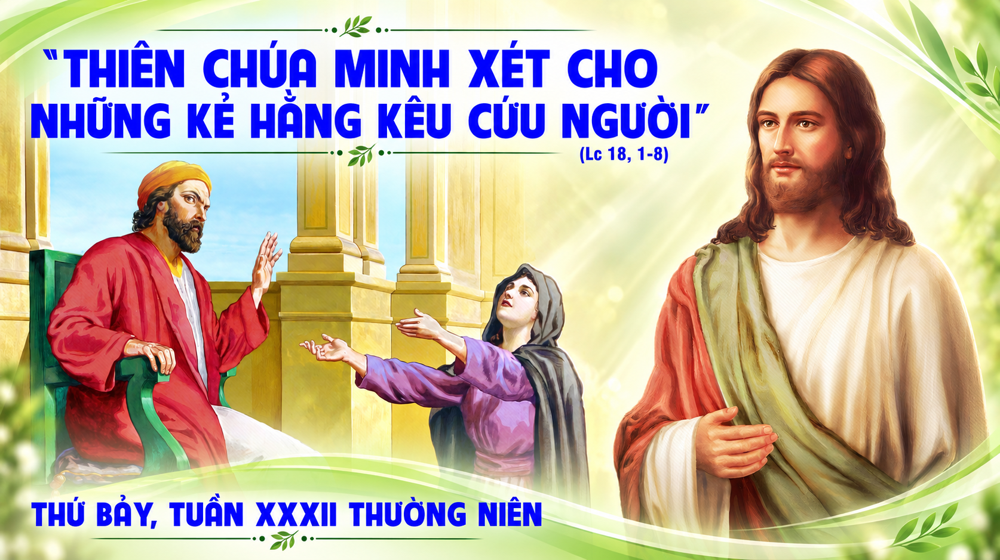 “THIÊN CHÚA MINH XÉT CHO
NHỮNG KẺ HẰNG KÊU CỨU NGƯỜI”
(Lc 18, 1-8)
THỨ BẢY, TUẦN XXXII THƯỜNG NIÊN